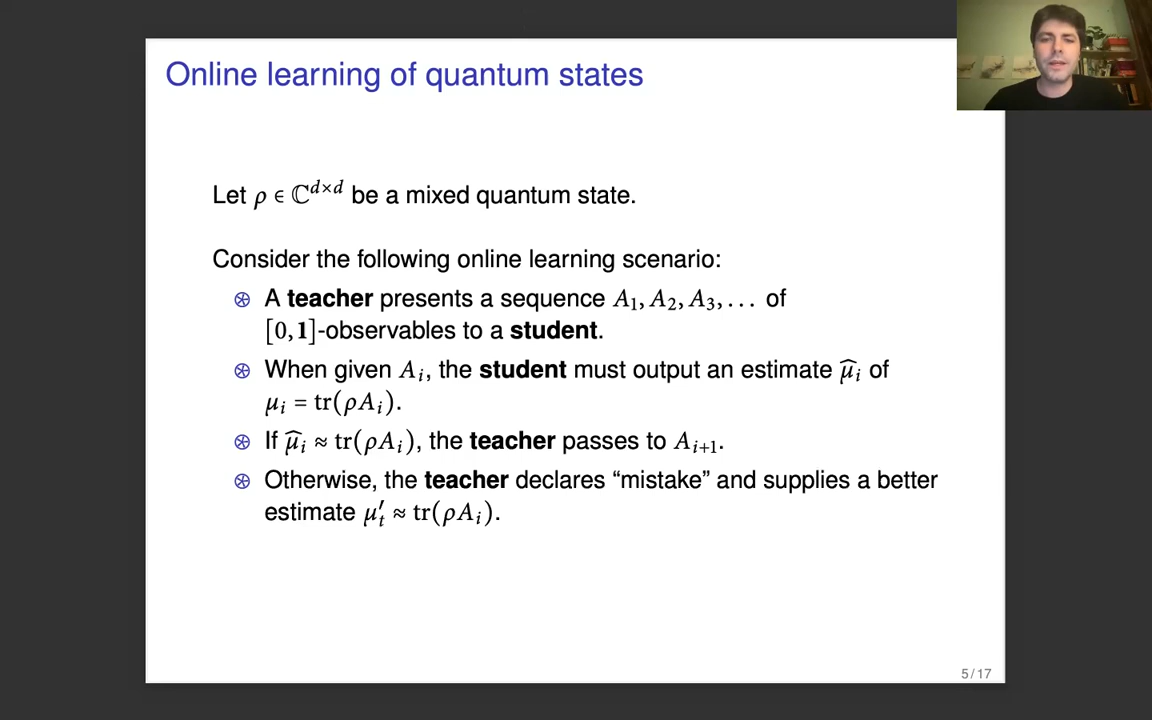 Online learning of quantum states
Let ρ ∈ ℂ^{d×d} be a mixed quantum state.
Consider the following online learning scenario:
⊛ A teacher presents a sequence A₁, A₂, A₃, . . . of
[0, 1]-observables to a student.
⊛ When given Aᵢ, the student must output an estimate μ̂ᵢ of
μᵢ = tr(ρAᵢ).
⊛ If μ̂ᵢ ≈ tr(ρAᵢ), the teacher passes to Aᵢ₊₁.
⊛ Otherwise, the teacher declares “mistake” and supplies a better
estimate μ′ₜ ≈ tr(ρAᵢ).
5 / 17